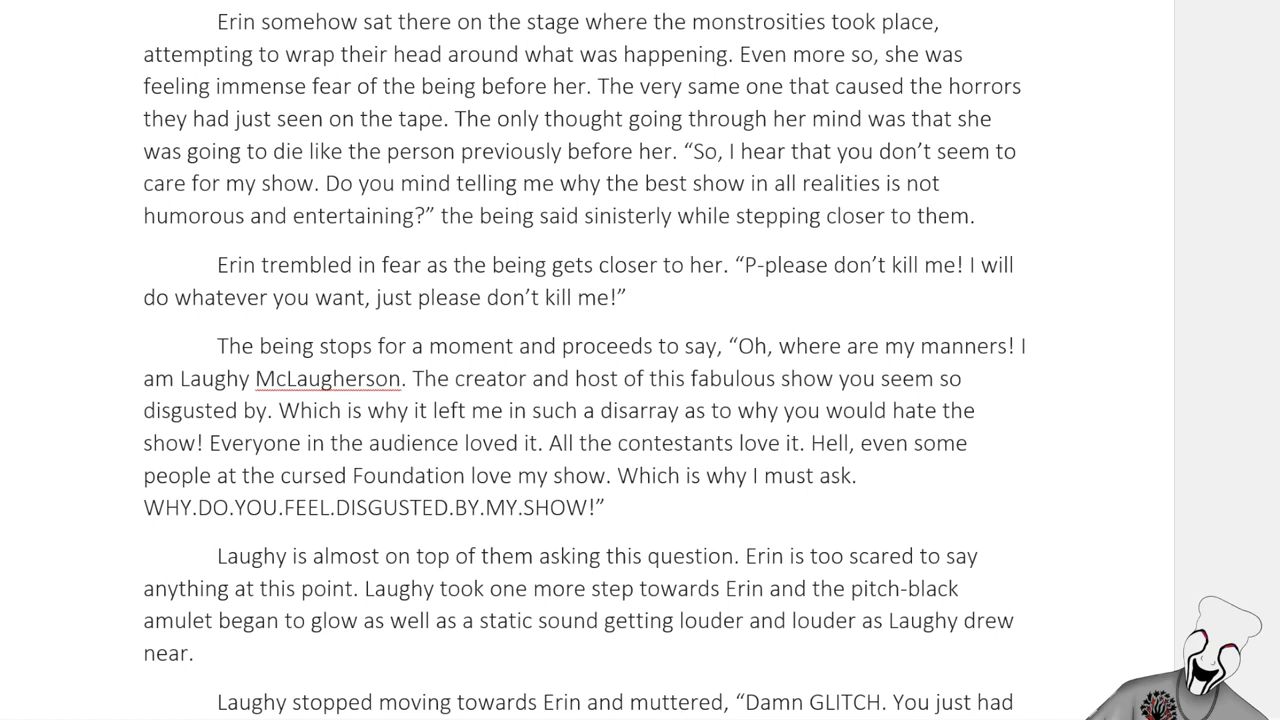 Erin somehow sat there on the stage where the monstrosities took place,
attempting to wrap their head around what was happening. Even more so, she was
feeling immense fear of the being before her. The very same one that caused the horrors
they had just seen on the tape. The only thought going through her mind was that she
was going to die like the person previously before her. “So, I hear that you don’t seem to
care for my show. Do you mind telling me why the best show in all realities is not
humorous and entertaining?” the being said sinisterly while stepping closer to them.
Erin trembled in fear as the being gets closer to her. “P-please don’t kill me! I will
do whatever you want, just please don’t kill me!”
The being stops for a moment and proceeds to say, “Oh, where are my manners! I
am Laughy McLaugherson. The creator and host of this fabulous show you seem so
disgusted by. Which is why it left me in such a disarray as to why you would hate the
show! Everyone in the audience loved it. All the contestants love it. Hell, even some
people at the cursed Foundation love my show. Which is why I must ask.
WHY.DO.YOU.FEEL.DISGUSTED.BY.MY.SHOW!”
Laughy is almost on top of them asking this question. Erin is too scared to say
anything at this point. Laughy took one more step towards Erin and the pitch-black
amulet began to glow as well as a static sound getting louder and louder as Laughy drew
near.
Laughy stopped moving towards Erin and muttered, “Damn GLITCH. You just had